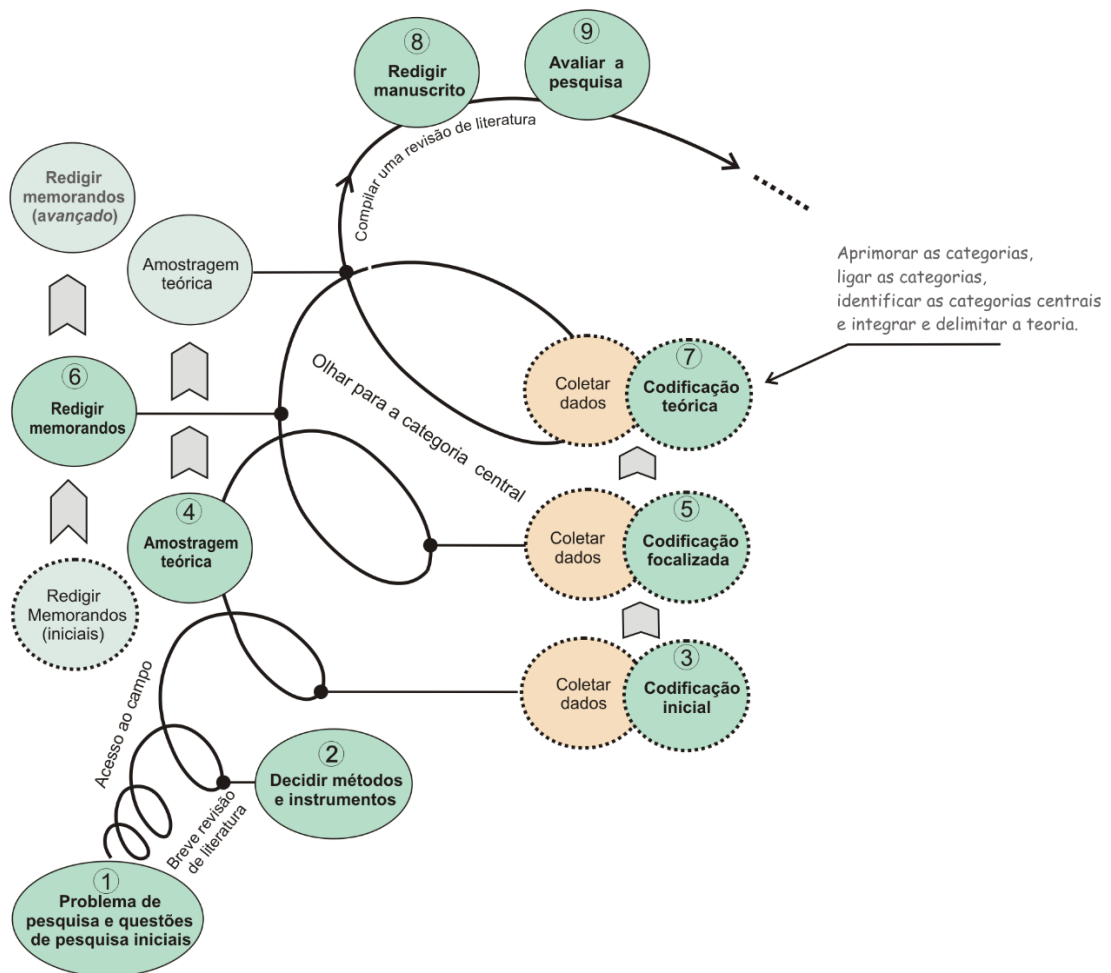 8
Redigir
manuscrito
9
Avaliar a
pesquisa
Compilar uma revisão de literatura
Redigir
memorandos
(avançado)
Amostragem
teórica
Aprimorar as categorias,
ligar as categorias,
identificar as categorias centrais
e integrar e delimitar a teoria.
6
Redigir
memorandos
Olhar para a categoria central
Coletar
dados
7
Codificação
teórica
4
Amostragem
teórica
Coletar
dados
5
Codificação
focalizada
Redigir
Memorandos
(iniciais)
Coletar
dados
3
Codificação
inicial
Acesso ao campo
2
Decidir métodos
e instrumentos
Breve revisão
de literatura
1
Problema de
pesquisa e questões
de pesquisa iniciais